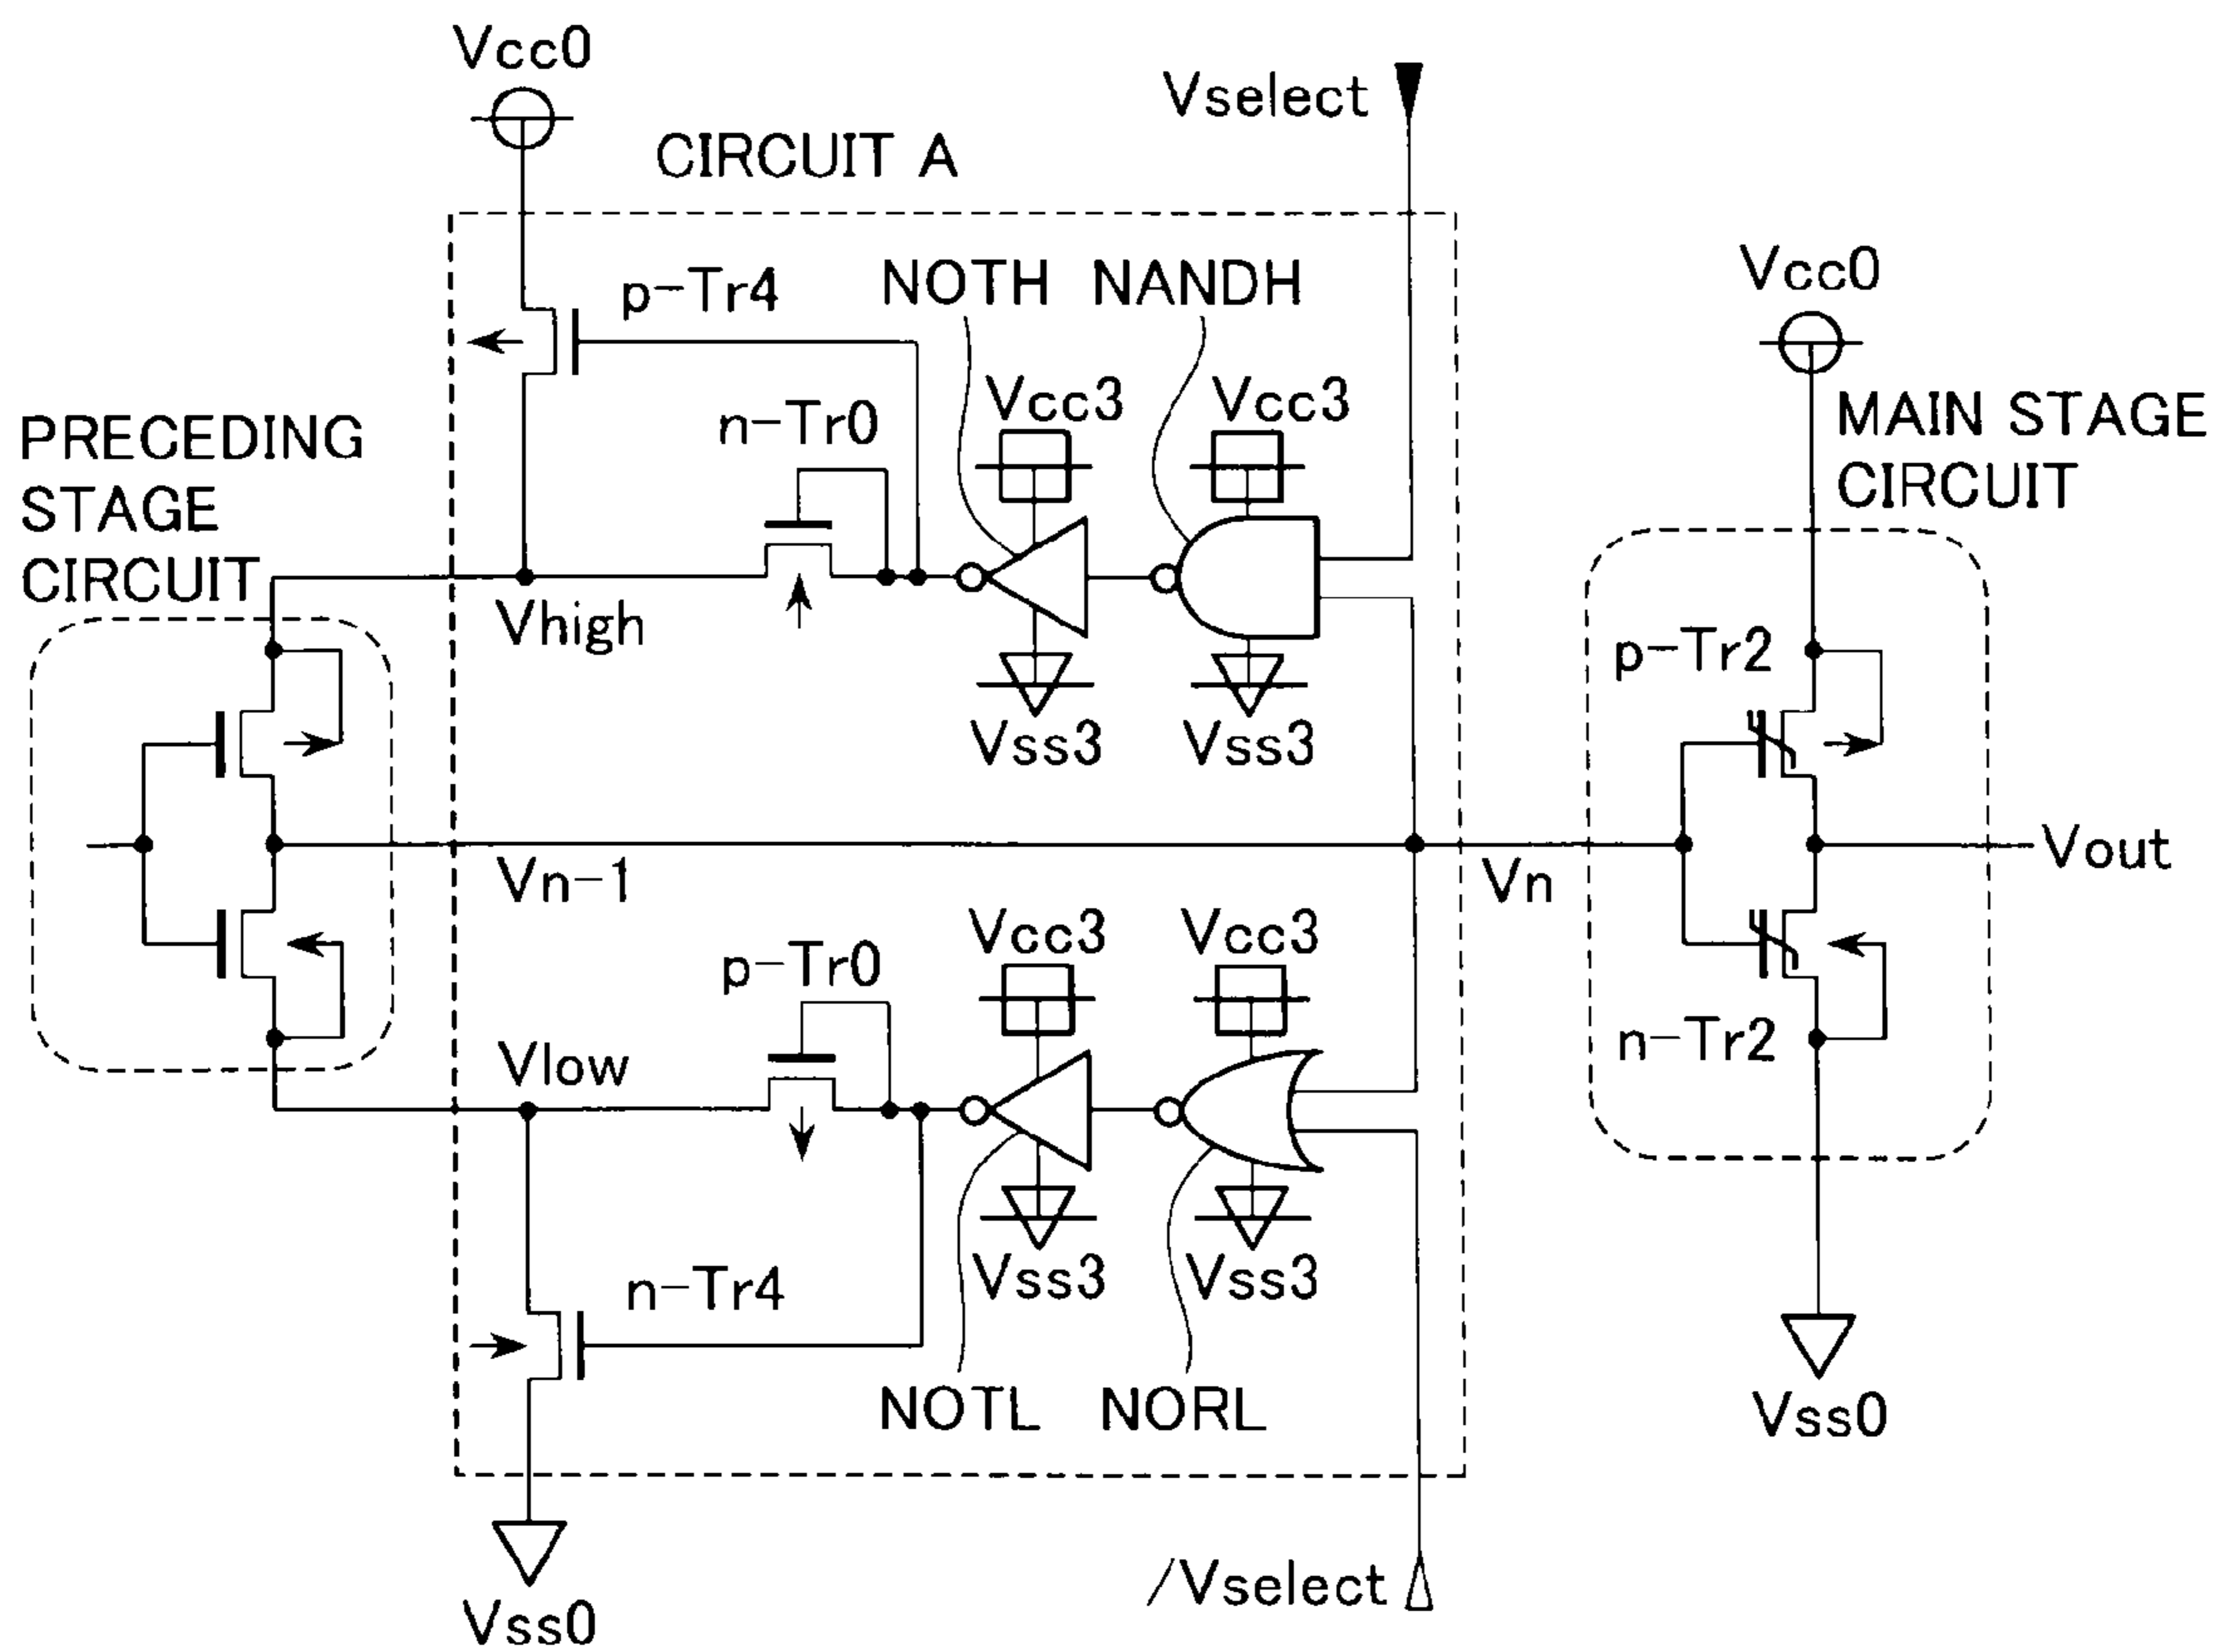 Vcc0
Vselect
CIRCUIT A
Vcc0
p-Tr4
NOTH
NANDH
n-Tr0
Vcc3
Vcc3
MAIN STAGE
CIRCUIT
PRECEDING
STAGE
CIRCUIT
Vhigh
p-Tr2
Vss3
Vss3
Vn-1
Vn
Vout
Vcc3
Vcc3
p-Tr0
Vlow
n-Tr2
n-Tr4
Vss3
Vss3
NOTL
NORL
Vss0
/Vselect
Vss0